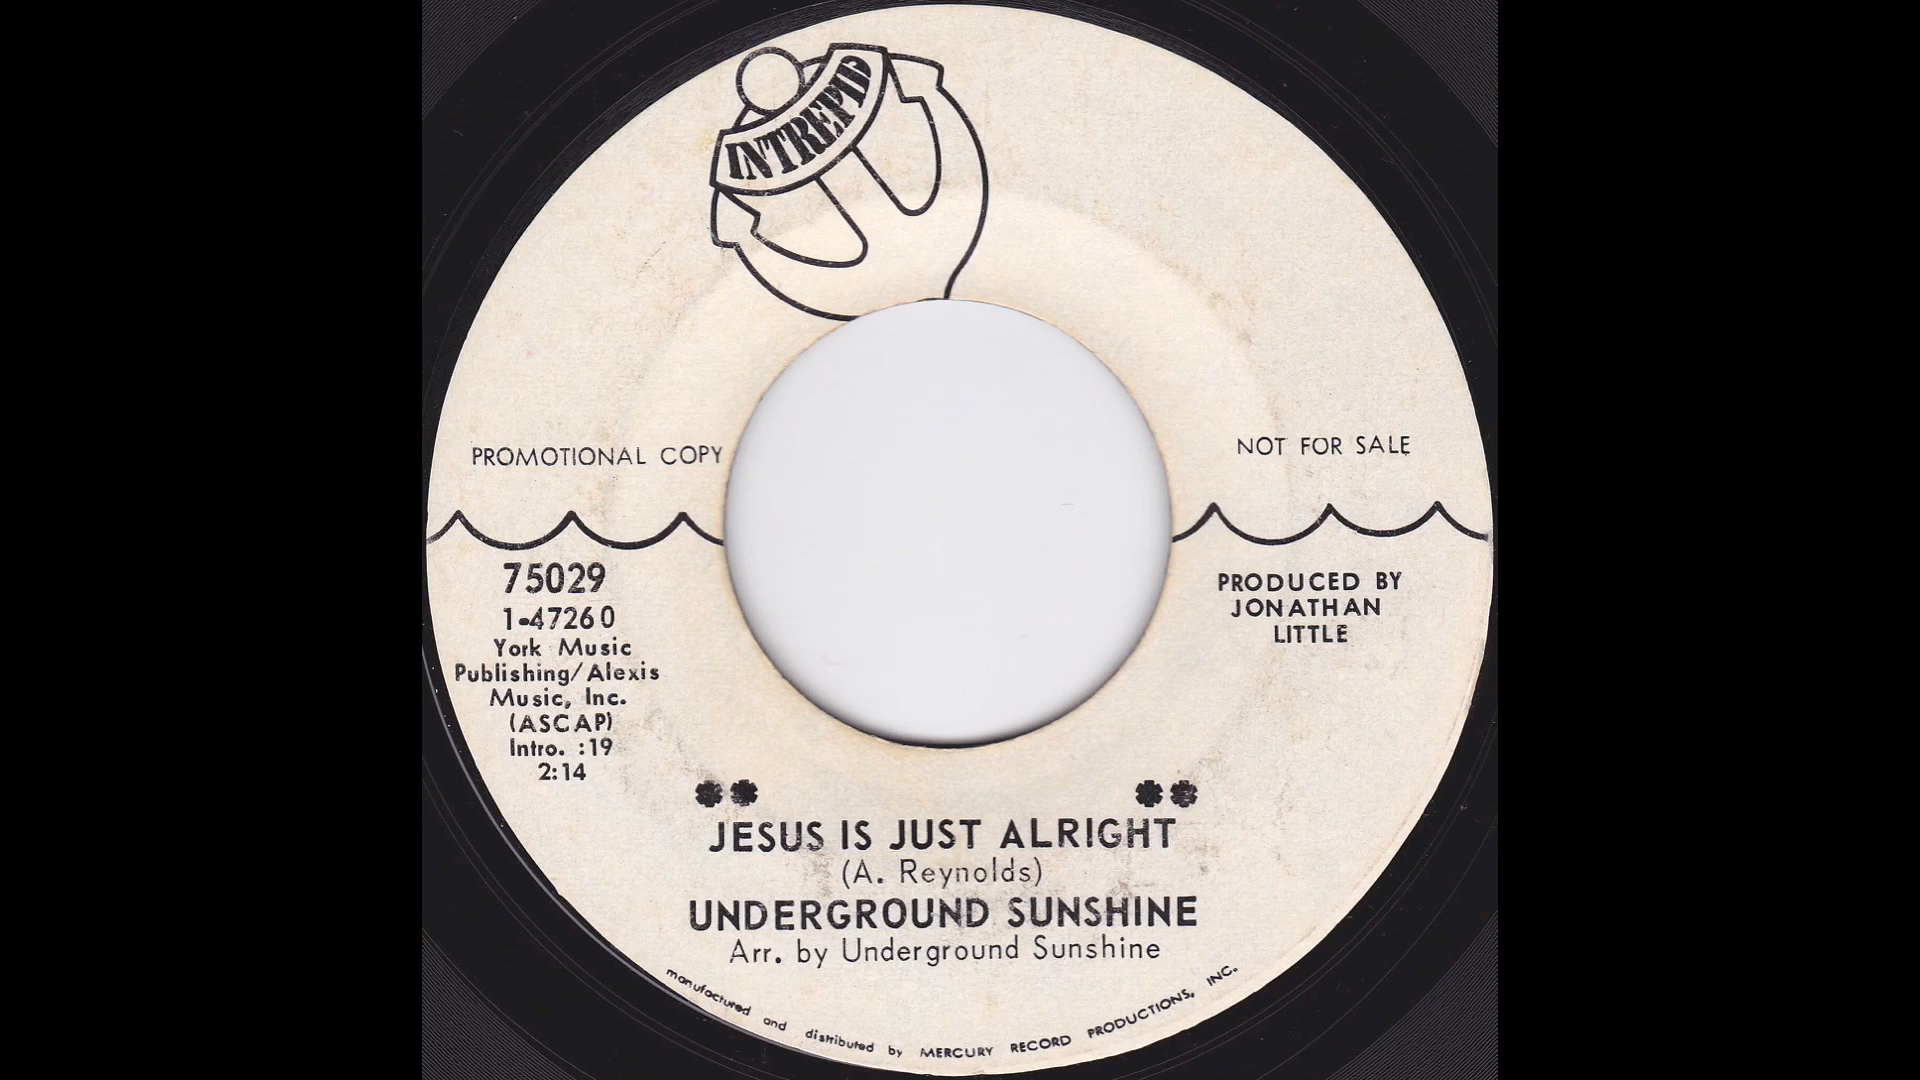 INTREPID
PROMOTIONAL COPY
NOT FOR SALE
75029
1-47260
York Music
Publishing/Alexis
Music, Inc.
(ASCAP)
Intro. :19
2:14
PRODUCED BY
JONATHAN
LITTLE
JESUS IS JUST ALRIGHT
(A. Reynolds)
UNDERGROUND SUNSHINE
Arr. by Underground Sunshine
manufactured and distributed by MERCURY RECORD PRODUCTIONS, INC.